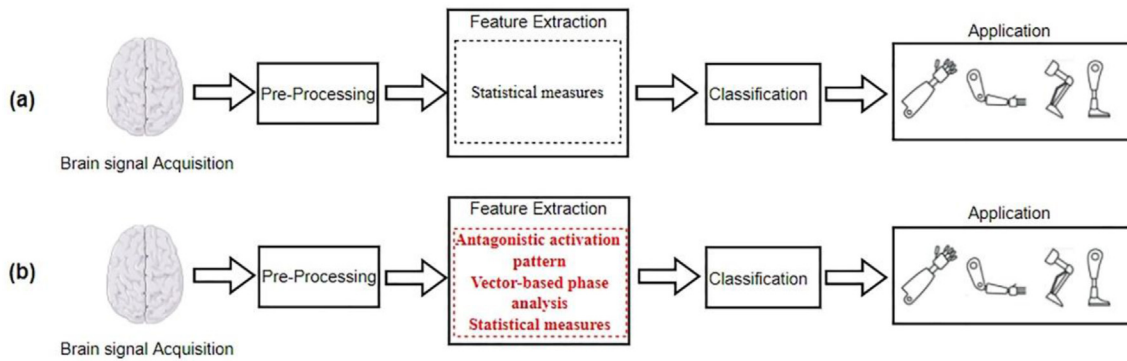 Feature Extraction
Application
(a)
Pre-Processing
Statistical measures
Classification
Brain signal Acquisition
Feature Extraction
Application
(b)
Pre-Processing
Antagonistic activation
pattern
Vector-based phase
analysis
Statistical measures
Classification
Brain signal Acquisition